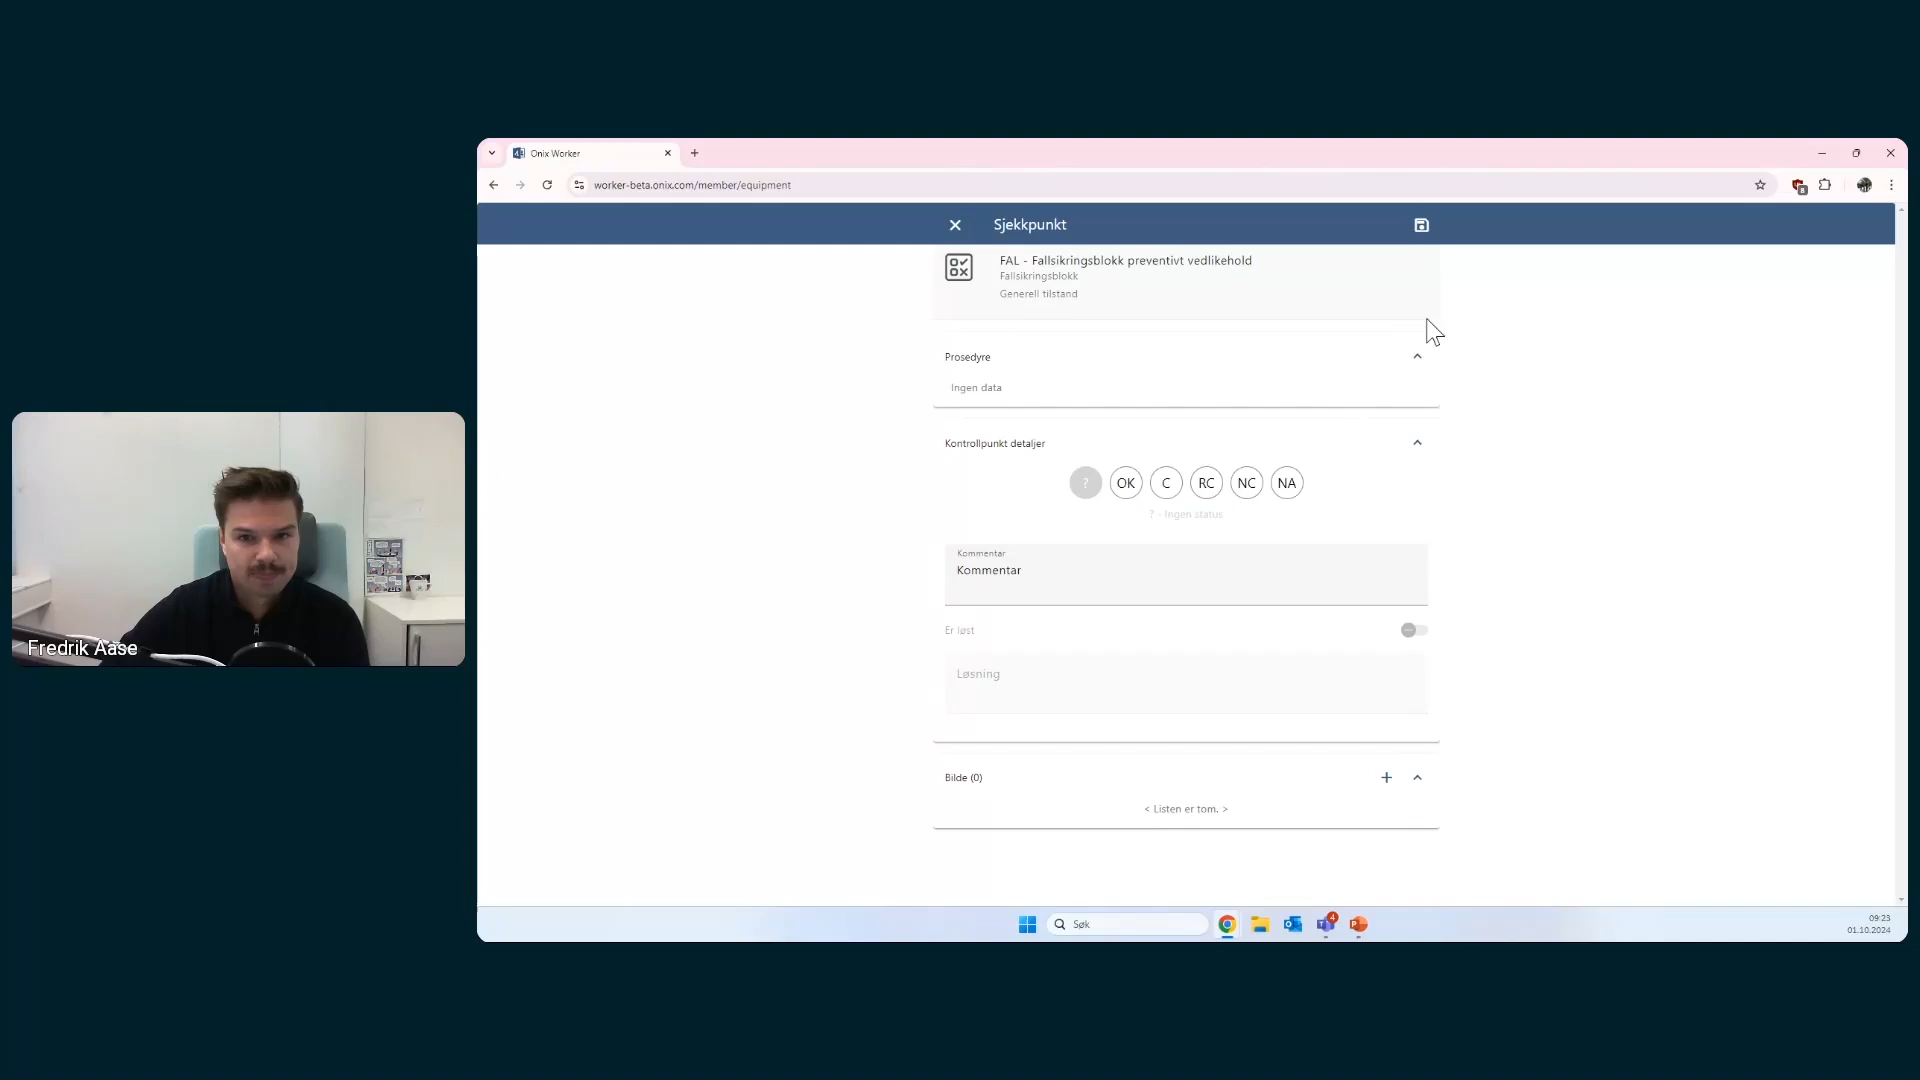 Onix Worker
worker-beta.onix.com/member/equipment
Sjekkpunkt
FAL - Fallsikringsblokk preventivt vedlikehold
Fallsikringsblokk
Generell tilstand
Prosedyre
Ingen data
Kontrollpunkt detaljer
? OK C RC NC NA
? - Ingen status
Kommentar
Kommentar
Er løst
Løsning
Bilde (0)
< Listen er tom. >
Fredrik Aase
Søk
4
09:23
01.10.2024